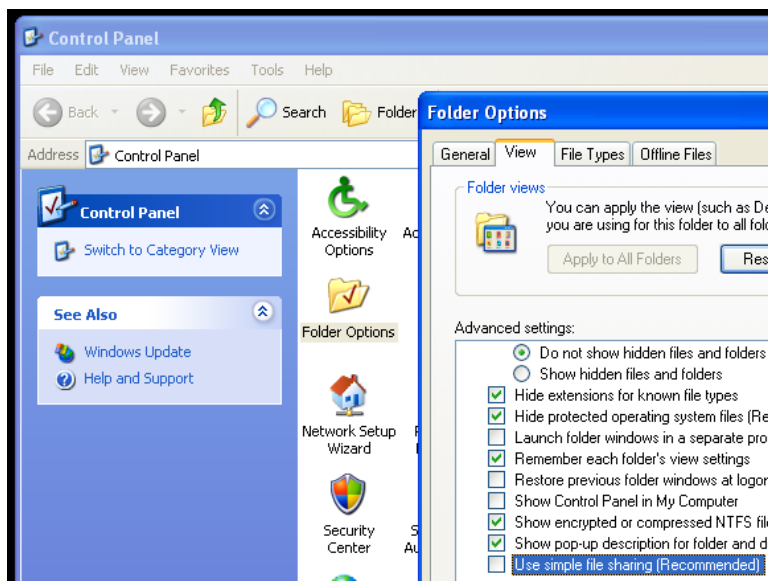 Control Panel
File Edit View Favorites Tools Help
Back Search Folder
Address Control Panel
Control Panel
Switch to Category View
See Also
Windows Update
Help and Support
Accessibility
Options
Folder Options
Network Setup
Wizard
Security
Center
Folder Options
General View File Types Offline Files
Folder views
You can apply the view (such as De
you are using for this folder to all fold
Apply to All Folders Res
Advanced settings:
Do not show hidden files and folders
Show hidden files and folders
Hide extensions for known file types
Hide protected operating system files (Re
Launch folder windows in a separate pro
Remember each folder's view settings
Restore previous folder windows at logon
Show Control Panel in My Computer
Show encrypted or compressed NTFS file
Show pop-up description for folder and d
Use simple file sharing (Recommended)